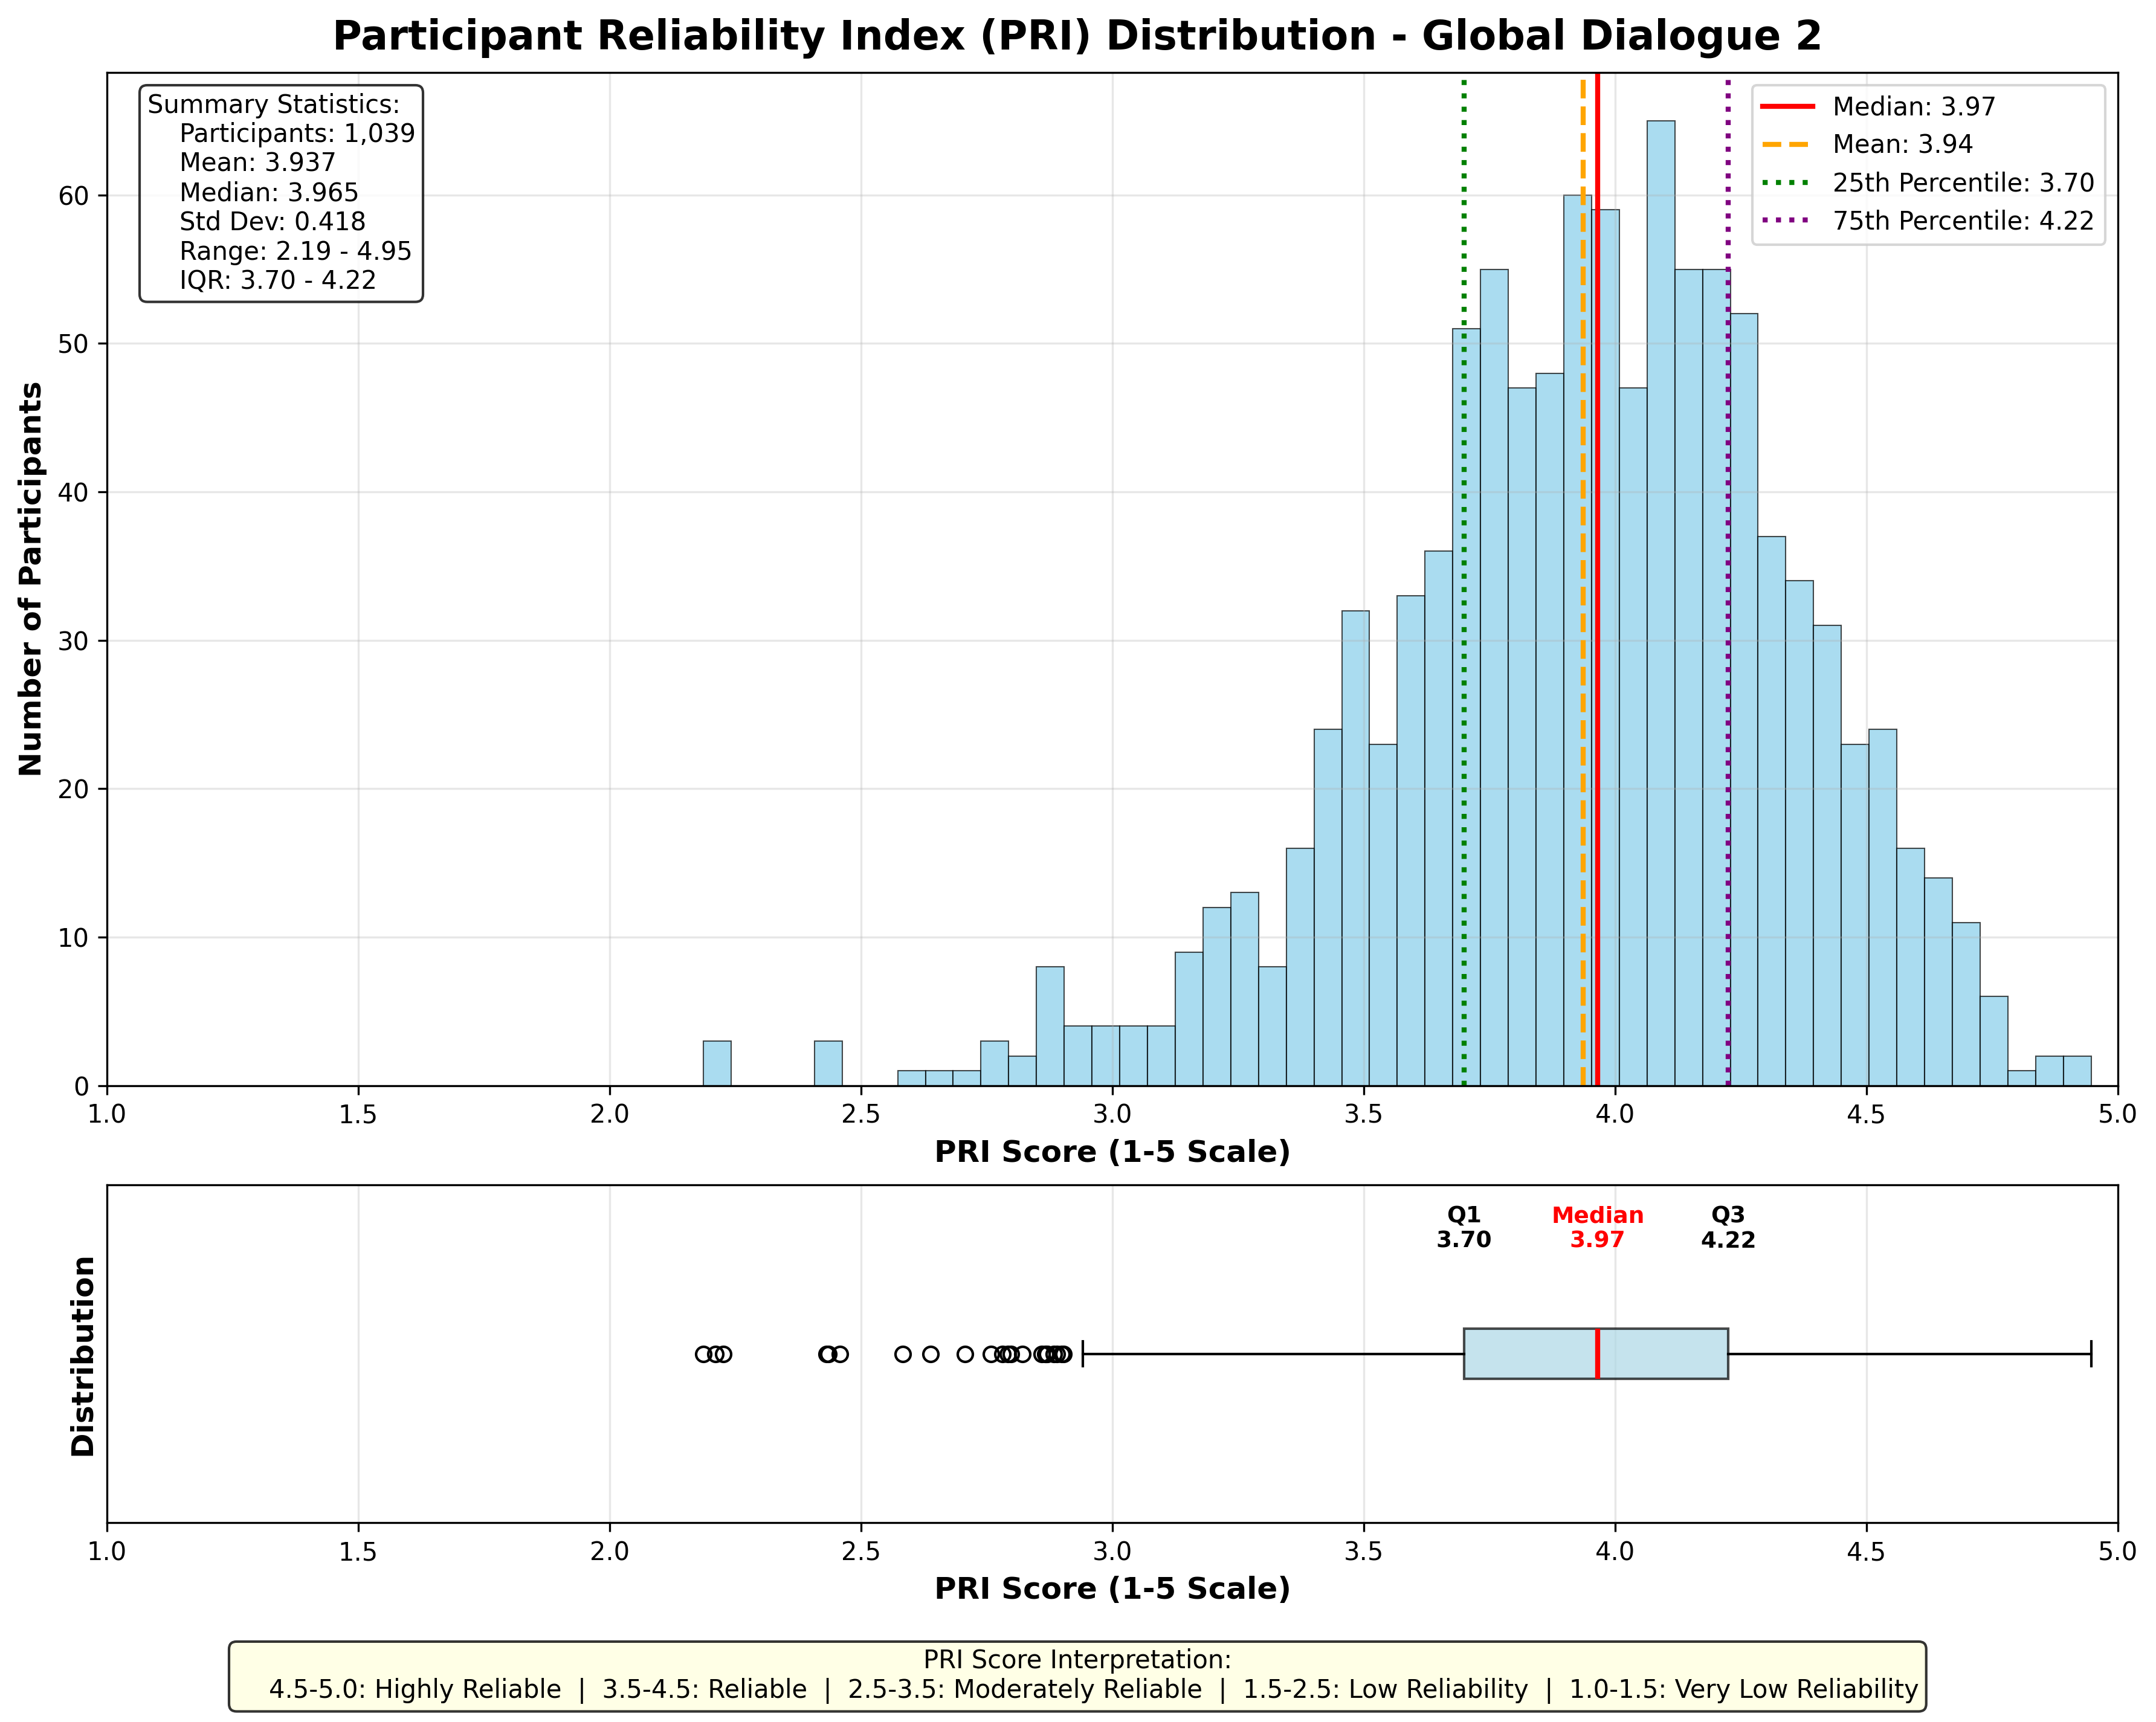 Participant Reliability Index (PRI) Distribution - Global Dialogue 2
Summary Statistics:
Participants: 1,039
Mean: 3.937
Median: 3.965
Std Dev: 0.418
Range: 2.19 - 4.95
IQR: 3.70 - 4.22
Median: 3.97
Mean: 3.94
25th Percentile: 3.70
75th Percentile: 4.22
Number of Participants
60
50
40
30
20
10
0
1.0 1.5 2.0 2.5 3.0 3.5 4.0 4.5 5.0
PRI Score (1-5 Scale)
Distribution
Q1 Median Q3
3.70 3.97 4.22
1.0 1.5 2.0 2.5 3.0 3.5 4.0 4.5 5.0
PRI Score (1-5 Scale)
PRI Score Interpretation:
4.5-5.0: Highly Reliable | 3.5-4.5: Reliable | 2.5-3.5: Moderately Reliable | 1.5-2.5: Low Reliability | 1.0-1.5: Very Low Reliability